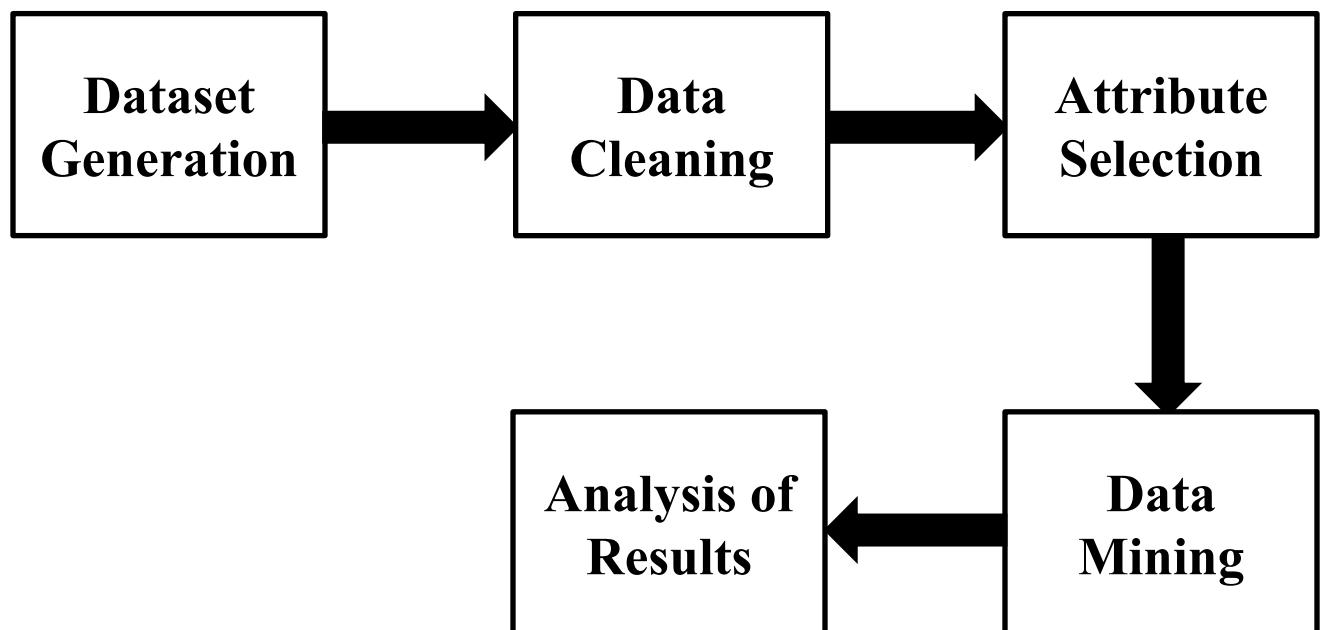 Dataset
Generation
Data
Cleaning
Attribute
Selection
Analysis of
Results
Data
Mining